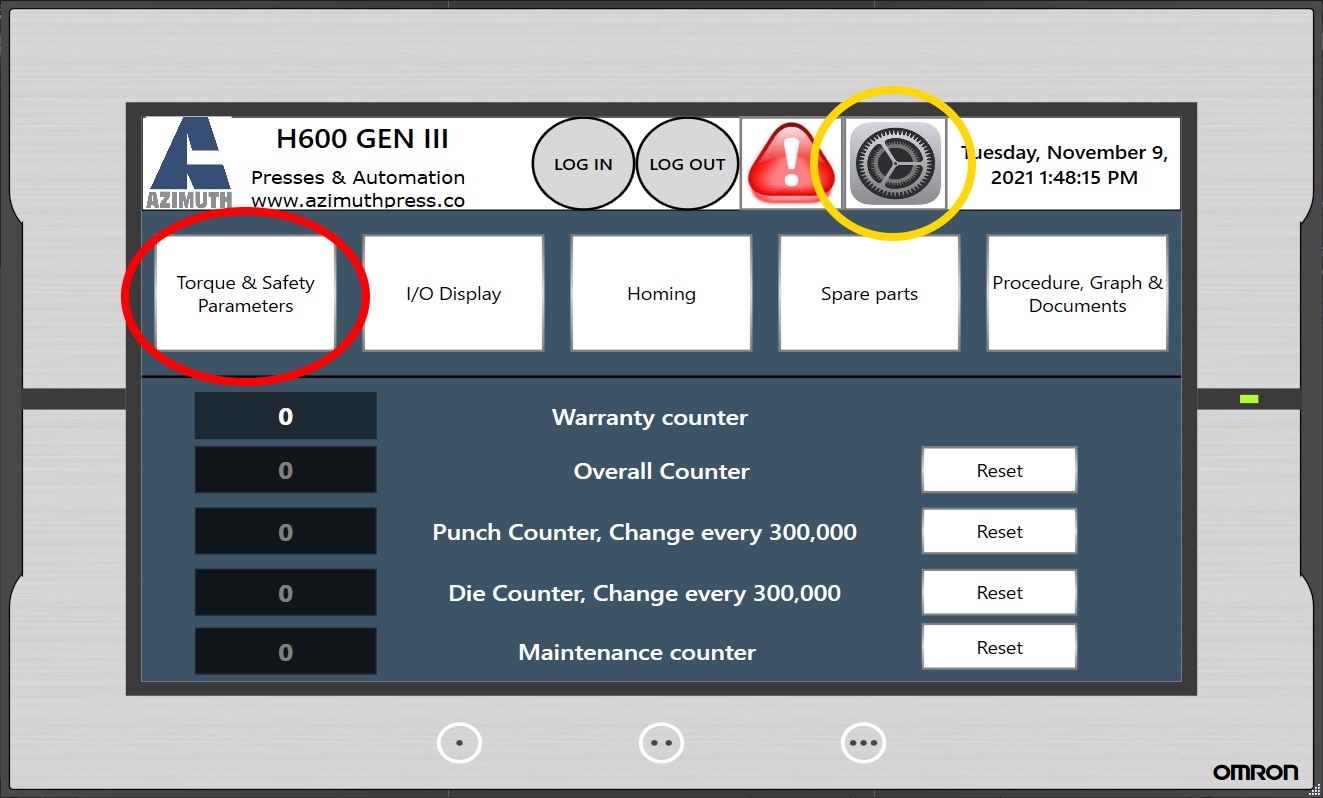 H600 GEN III
Presses & Automation
www.azimuthpress.co
AZIMUTH
LOG IN
LOG OUT
Tuesday, November 9,
2021 1:48:15 PM
Torque & Safety
Parameters
I/O Display
Homing
Spare parts
Procedure, Graph &
Documents
0 Warranty counter
0 Overall Counter Reset
0 Punch Counter, Change every 300,000 Reset
0 Die Counter, Change every 300,000 Reset
0 Maintenance counter Reset
OMRON